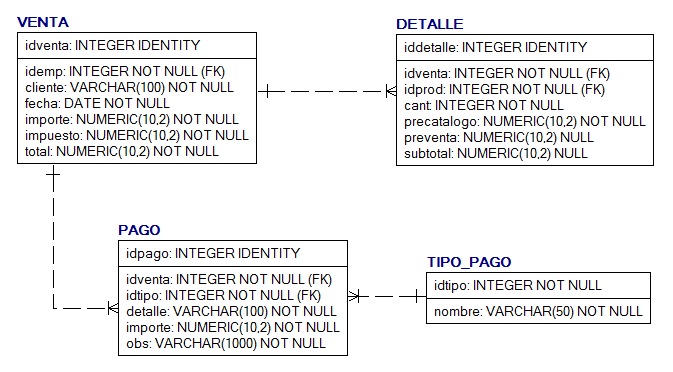 VENTA
idventa: INTEGER IDENTITY
idemp: INTEGER NOT NULL (FK)
cliente: VARCHAR(100) NOT NULL
fecha: DATE NOT NULL
importe: NUMERIC(10,2) NOT NULL
impuesto: NUMERIC(10,2) NOT NULL
total: NUMERIC(10,2) NOT NULL
DETALLE
iddetalle: INTEGER IDENTITY
idventa: INTEGER NOT NULL (FK)
idprod: INTEGER NOT NULL (FK)
cant: INTEGER NOT NULL
precatalogo: NUMERIC(10,2) NOT NULL
preventa: NUMERIC(10,2) NULL
subtotal: NUMERIC(10,2) NULL
PAGO
idpago: INTEGER IDENTITY
idventa: INTEGER NOT NULL (FK)
idtipo: INTEGER NOT NULL (FK)
detalle: VARCHAR(100) NOT NULL
importe: NUMERIC(10,2) NOT NULL
obs: VARCHAR(1000) NOT NULL
TIPO_PAGO
idtipo: INTEGER NOT NULL
nombre: VARCHAR(50) NOT NULL